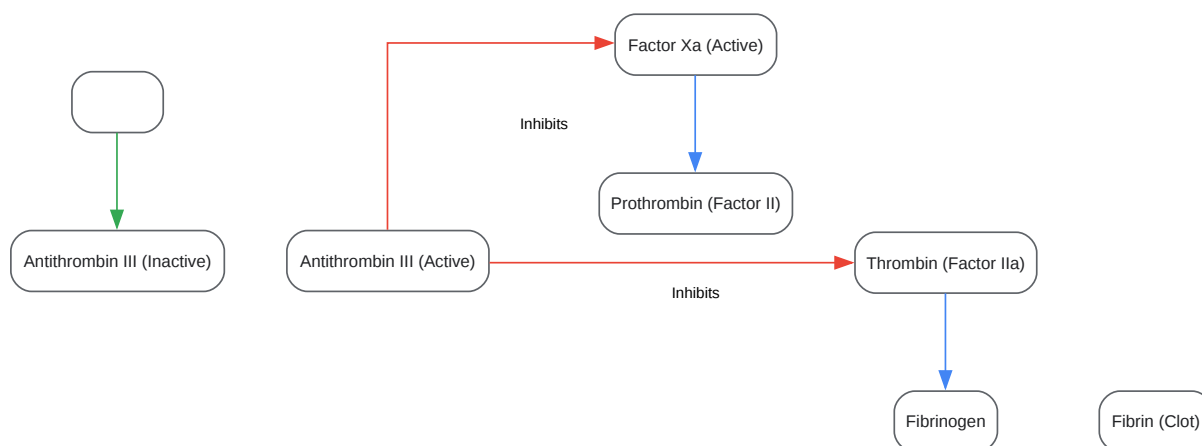 Factor Xa (Active)
Inhibits
Prothrombin (Factor II)
Antithrombin III (Inactive)
Antithrombin III (Active)
Thrombin (Factor IIa)
Inhibits
Fibrinogen
Fibrin (Clot)